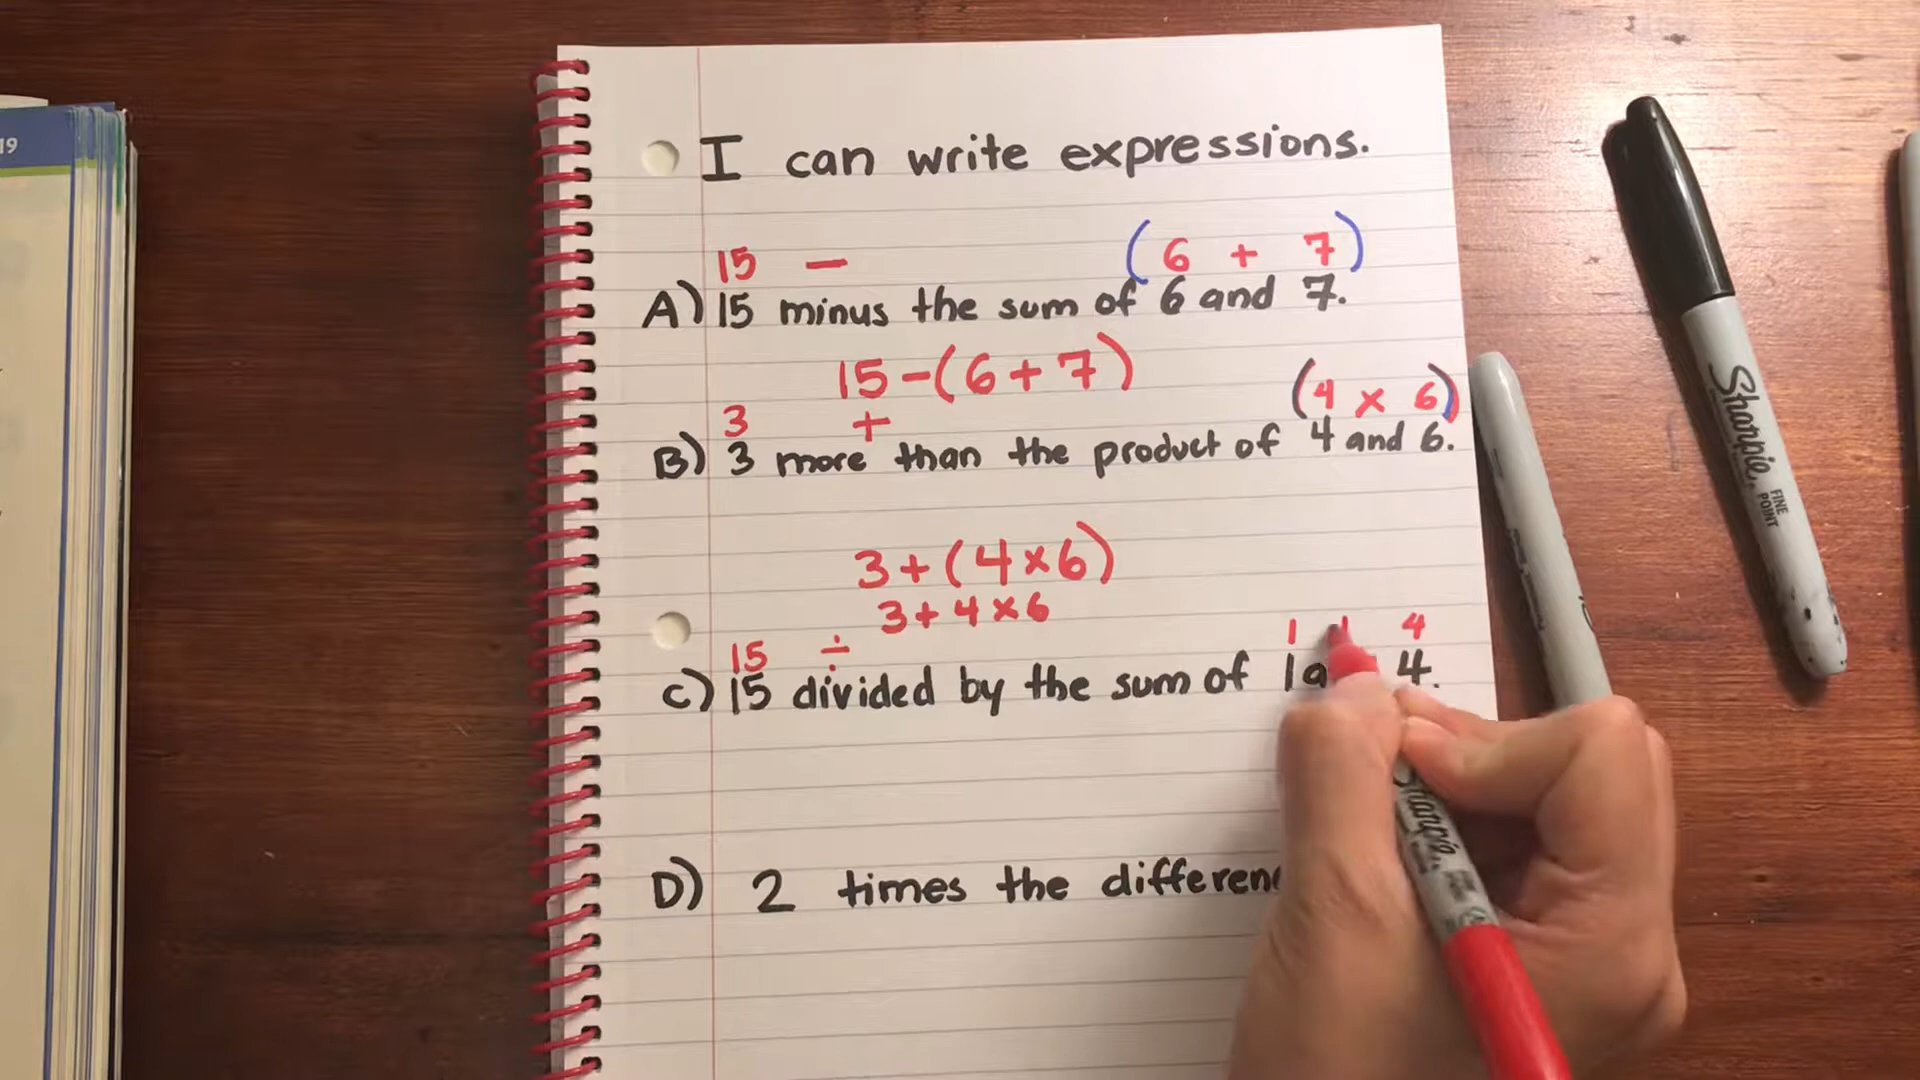 19
I can write expressions.
15 − (6 + 7)
A) 15 minus the sum of 6 and 7.
15-(6+7)
3 + (4 x 6)
B) 3 more than the product of 4 and 6.
3+(4×6)
3+4×6
15 ÷ 1 4
C) 15 divided by the sum of 1 4.
D) 2 times the
Sharpie.
FINE
POINT
Sharpie.